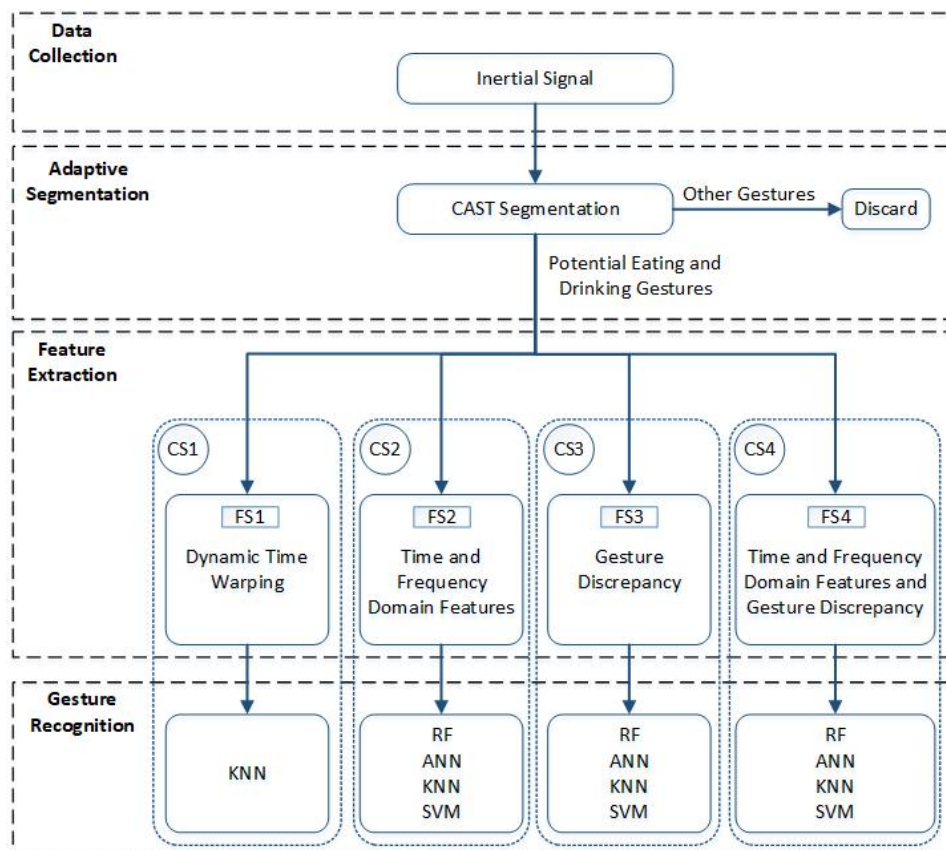 Data
Collection
Inertial Signal
Adaptive
Segmentation
CAST Segmentation
Other Gestures
Discard
Potential Eating and
Drinking Gestures
Feature
Extraction
CS1
CS2
CS3
CS4
FS1
Dynamic Time
Warping
FS2
Time and
Frequency
Domain Features
FS3
Gesture
Discrepancy
FS4
Time and Frequency
Domain Features and
Gesture Discrepancy
Gesture
Recognition
KNN
RF
ANN
KNN
SVM
RF
ANN
KNN
SVM
RF
ANN
KNN
SVM